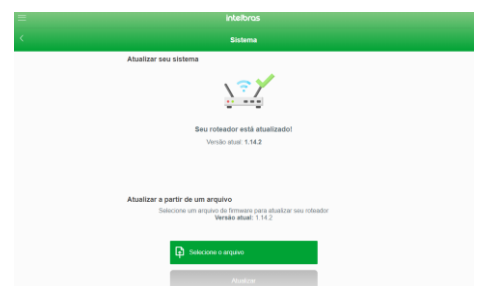 intelbras
Sistema
Atualizar seu sistema
Seu roteador está atualizado!
Versão atual: 1.14.2
Atualizar a partir de um arquivo
Selecione um arquivo de firmware para atualizar seu roteador
Versão atual: 1.14.2
Selecione o arquivo
Atualizar